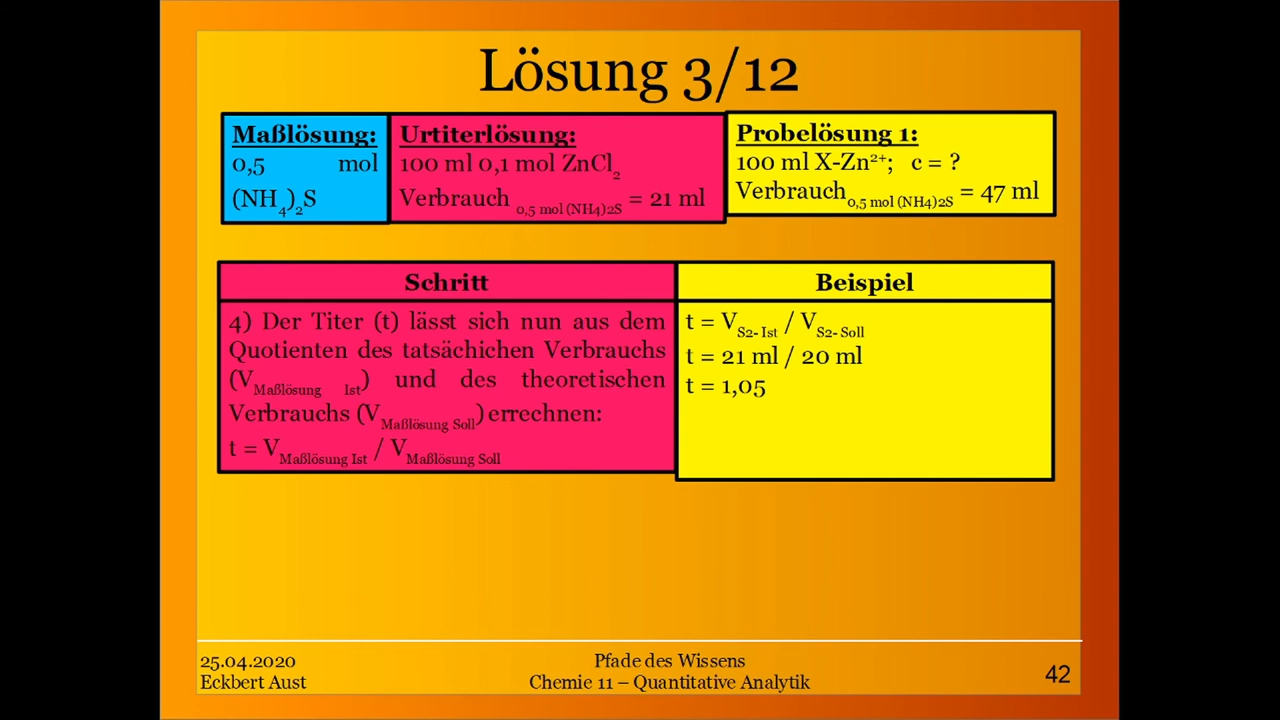 Lösung 3/12
Maßlösung:
0,5 mol
(NH4)2S
Urtiterlösung:
100 ml 0,1 mol ZnCl2
Verbrauch 0,5 mol (NH4)2S = 21 ml
Probelösung 1:
100 ml X-Zn²⁺; c = ?
Verbrauch0,5 mol (NH4)2S = 47 ml
Schritt
4) Der Titer (t) lässt sich nun aus dem
Quotienten des tatsächichen Verbrauchs
(VMaßlösung Ist) und des theoretischen
Verbrauchs (VMaßlösung Soll) errechnen:
t = VMaßlösung Ist / VMaßlösung Soll
Beispiel
t = VS2- Ist / VS2- Soll
t = 21 ml / 20 ml
t = 1,05
25.04.2020
Eckbert Aust
Pfade des Wissens
Chemie 11 – Quantitative Analytik
42